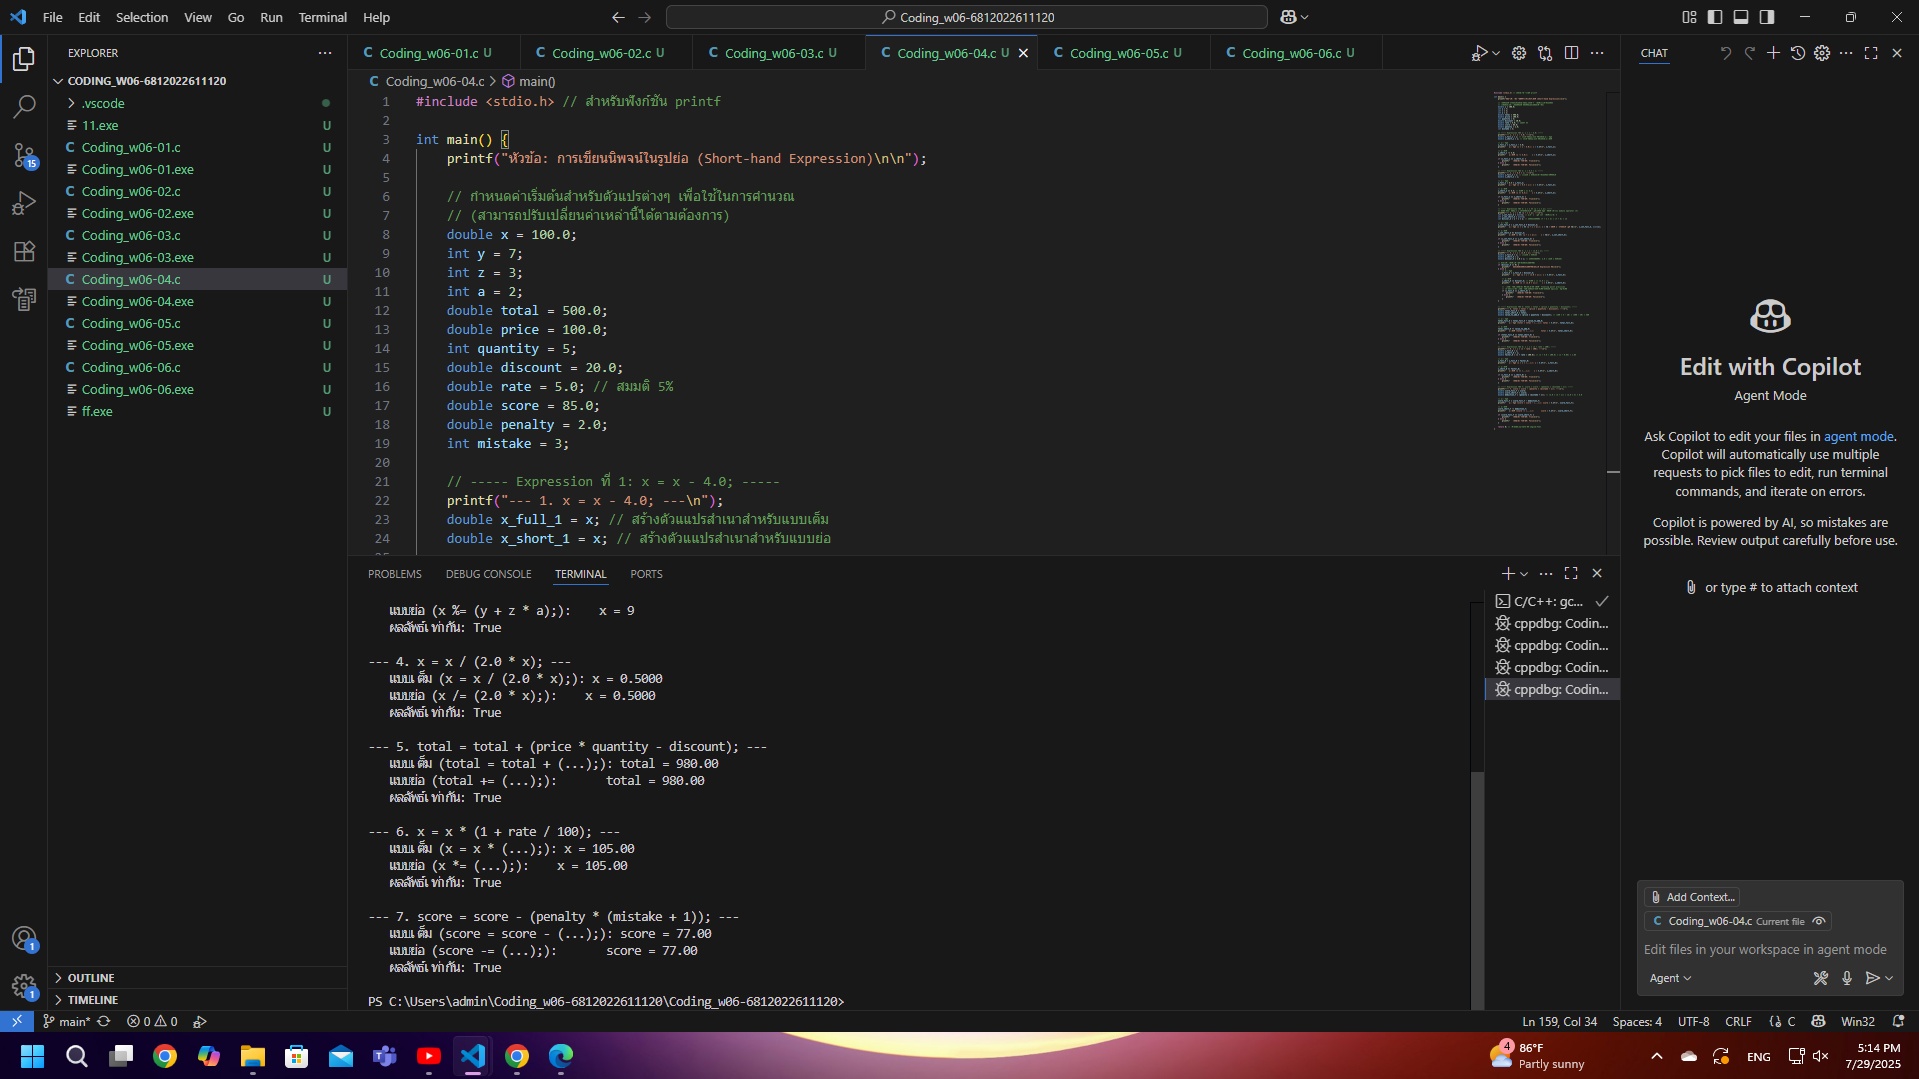 File Edit Selection View Go Run Terminal Help
Coding_w06-6812022611120
EXPLORER
CODING_W06-6812022611120
.vscode
11.exe U
Coding_w06-01.c U
Coding_w06-01.exe U
Coding_w06-02.c U
Coding_w06-02.exe U
Coding_w06-03.c U
Coding_w06-03.exe U
Coding_w06-04.c U
Coding_w06-04.exe U
Coding_w06-05.c U
Coding_w06-05.exe U
Coding_w06-06.c U
Coding_w06-06.exe U
ff.exe U
15
1
1
OUTLINE
TIMELINE
Coding_w06-01.c U Coding_w06-02.c U Coding_w06-03.c U Coding_w06-04.c U Coding_w06-05.c U Coding_w06-06.c U
Coding_w06-04.c > main()
1 #include <stdio.h> // สำหรับฟังก์ชัน printf
2
3 int main() {
4 printf("หัวข้อ: การเขียนนิพจน์ในรูปย่อ (Short-hand Expression)\n\n");
5
6 // กำหนดค่าเริ่มต้นสำหรับตัวแปรต่างๆ เพื่อใช้ในการคำนวณ
7 // (สามารถปรับเปลี่ยนค่าเหล่านี้ได้ตามต้องการ)
8 double x = 100.0;
9 int y = 7;
10 int z = 3;
11 int a = 2;
12 double total = 500.0;
13 double price = 100.0;
14 int quantity = 5;
15 double discount = 20.0;
16 double rate = 5.0; // สมมติ 5%
17 double score = 85.0;
18 double penalty = 2.0;
19 int mistake = 3;
20
21 // ----- Expression ที่ 1: x = x - 4.0; -----
22 printf("--- 1. x = x - 4.0; ---\n");
23 double x_full_1 = x; // สร้างตัวแปรสำเนาสำหรับแบบเต็ม
24 double x_short_1 = x; // สร้างตัวแปรสำเนาสำหรับแบบย่อ
PROBLEMS DEBUG CONSOLE TERMINAL PORTS
แบบย่อ (x %= (y + z * a);): x = 9
ผลลัพธ์เท่ากัน: True
--- 4. x = x / (2.0 * x); ---
แบบเต็ม (x = x / (2.0 * x);): x = 0.5000
แบบย่อ (x /= (2.0 * x);): x = 0.5000
ผลลัพธ์เท่ากัน: True
--- 5. total = total + (price * quantity - discount); ---
แบบเต็ม (total = total + (...);): total = 980.00
แบบย่อ (total += (...);): total = 980.00
ผลลัพธ์เท่ากัน: True
--- 6. x = x * (1 + rate / 100); ---
แบบเต็ม (x = x * (...);): x = 105.00
แบบย่อ (x *= (...);): x = 105.00
ผลลัพธ์เท่ากัน: True
--- 7. score = score - (penalty * (mistake + 1)); ---
แบบเต็ม (score = score - (...);): score = 77.00
แบบย่อ (score -= (...);): score = 77.00
ผลลัพธ์เท่ากัน: True
PS C:\Users\admin\Coding_w06-6812022611120\Coding_w06-6812022611120>
C/C++: gc...
cppdbg: Codin...
cppdbg: Codin...
cppdbg: Codin...
cppdbg: Codin...
CHAT
Edit with Copilot
Agent Mode
Ask Copilot to edit your files in agent mode.
Copilot will automatically use multiple
requests to pick files to edit, run terminal
commands, and iterate on errors.
Copilot is powered by AI, so mistakes are
possible. Review output carefully before use.
or type # to attach context
Add Context...
Coding_w06-04.c Current file
Edit files in your workspace in agent mode
Agent
main* 0 0
Ln 159, Col 34 Spaces: 4 UTF-8 CRLF {} C Win32
4
86°F
Partly sunny
ENG
5:14 PM
7/29/2025